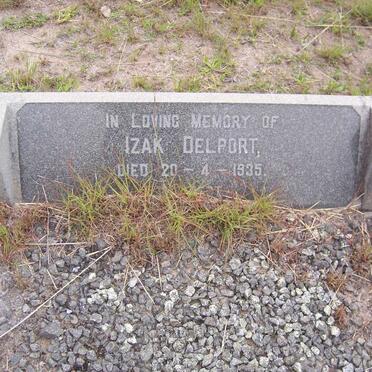 IN LOVING MEMORY OF
IZAK DELPORT,
DIED 20-4-1935.